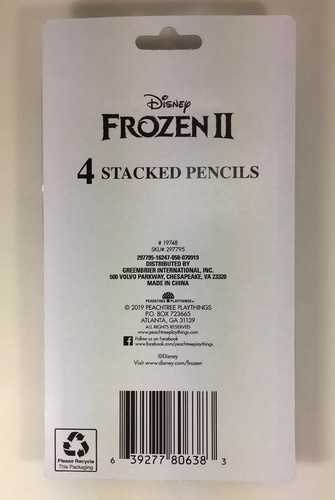 Disney
FROZEN II
4 STACKED PENCILS
# 19748
SKU# 297795
297795-16247-050-070919
DISTRIBUTED BY
GREENBRIER INTERNATIONAL, INC.
500 VOLVO PARKWAY, CHESAPEAKE, VA 23320
MADE IN CHINA
PEACHTREE PLAYTHINGS
© 2019 PEACHTREE PLAYTHINGS
P.O. BOX 723665
ATLANTA, GA 31139
ALL RIGHTS RESERVED
www.peachtreeplaythings.com
f Follow us on Facebook
www.facebook.com/peachtreeplaythings
©Disney
Visit www.disney.com/frozen
Please Recycle
This Packaging
6 39277 80638 3